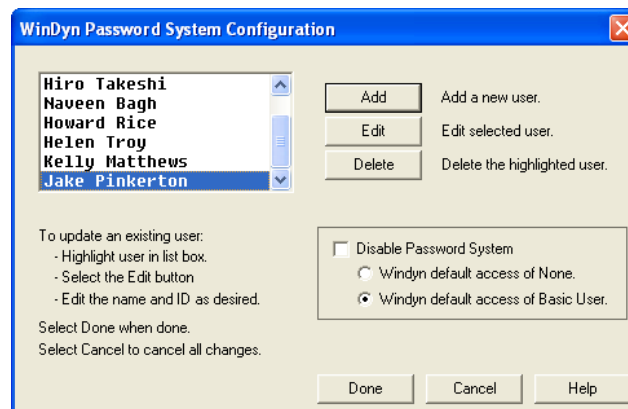 WinDyn Password System Configuration
Hiro Takeshi
Naveen Bagh
Howard Rice
Helen Troy
Kelly Matthews
Jake Pinkerton
Add
Add a new user.
Edit
Edit selected user.
Delete
Delete the highlighted user.
To update an existing user:
- Highlight user in list box.
- Select the Edit button
- Edit the name and ID as desired.
Select Done when done.
Select Cancel to cancel all changes.
Disable Password System
Windyn default access of None.
Windyn default access of Basic User.
Done
Cancel
Help